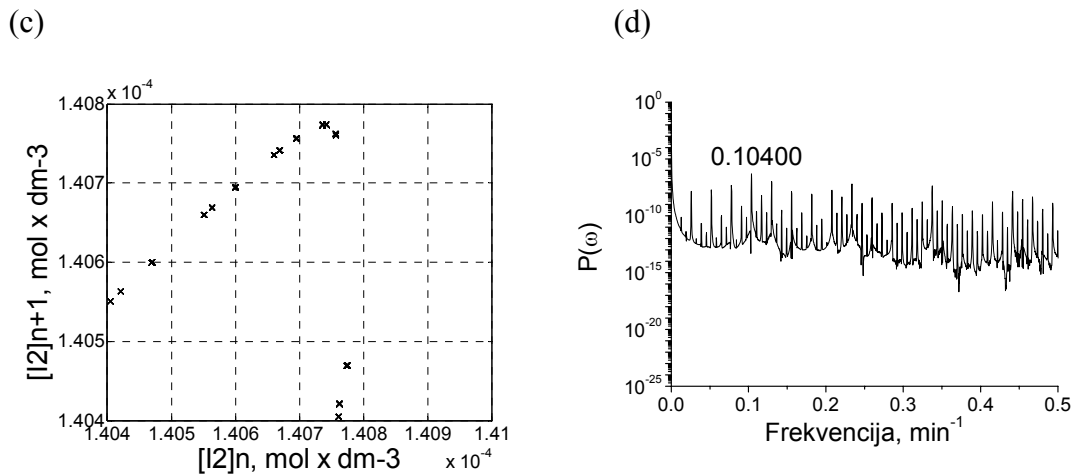 (c)
(d)
1.408 x 10⁻⁴
1.407
1.406
1.405
1.404
[I2]n+1, mol x dm-3
1.404 1.405 1.406 1.407 1.408 1.409 1.41
[I2]n, mol x dm-3 x 10⁻⁴
10⁰
10⁻⁵
10⁻¹⁰
10⁻¹⁵
10⁻²⁰
10⁻²⁵
P(ω)
0.10400
0.0 0.1 0.2 0.3 0.4 0.5
Frekvencija, min⁻¹